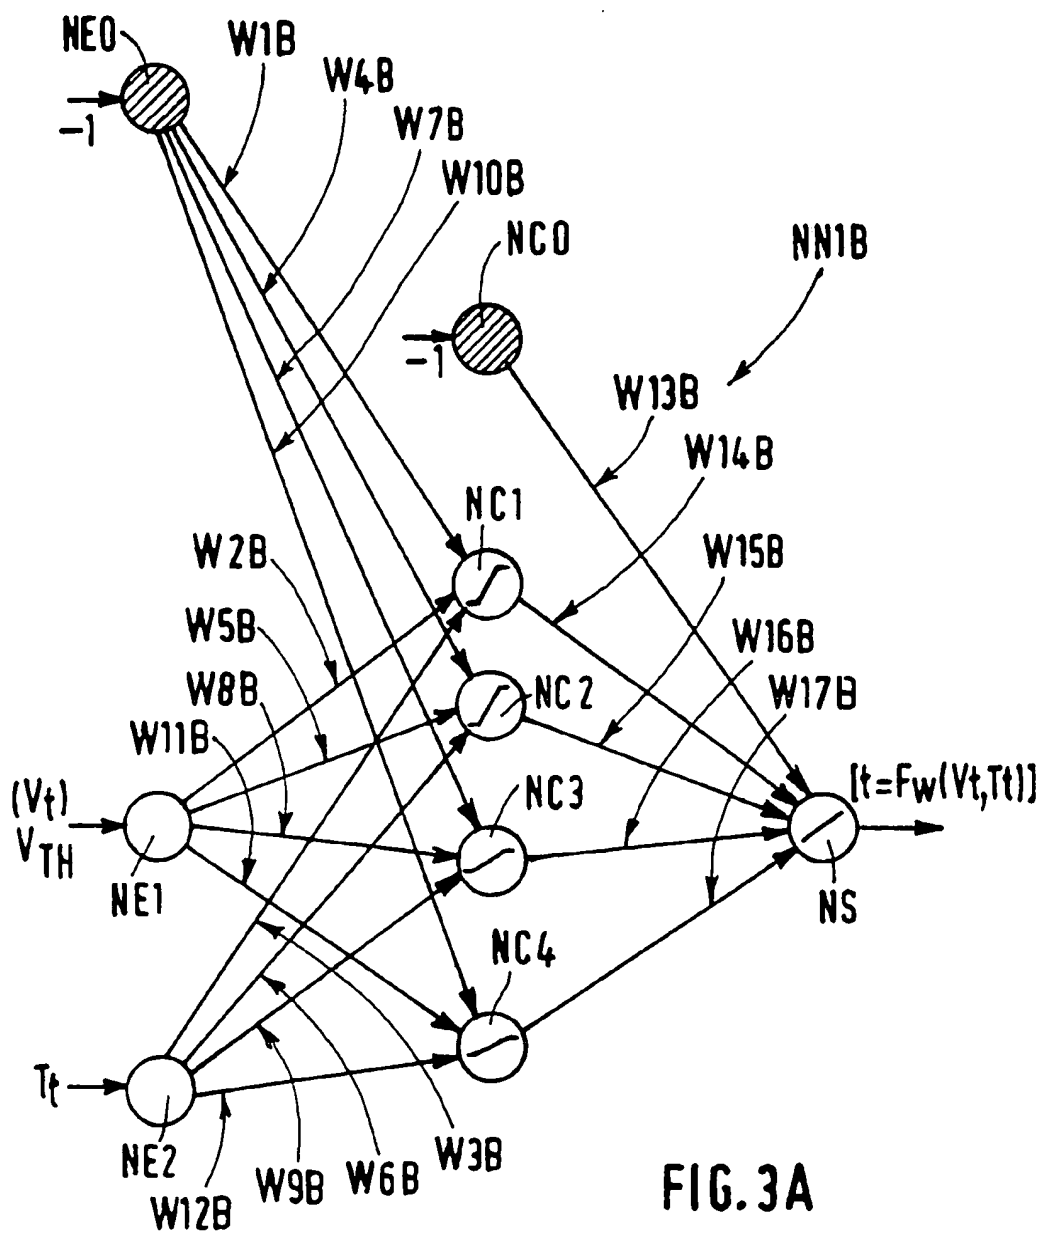 NE0
W1B
W4B
W7B
W10B
-1
NC0
NN1B
-1
W13B
W14B
NC1
W2B
W15B
W5B
W16B
W8B
NC2
W17B
W11B
(Vt)
NC3
[t=Fw(Vt,Tt)]
VTH
NE1
NS
NC4
Tt
NE2
W3B
W6B
W9B
W12B
FIG. 3A